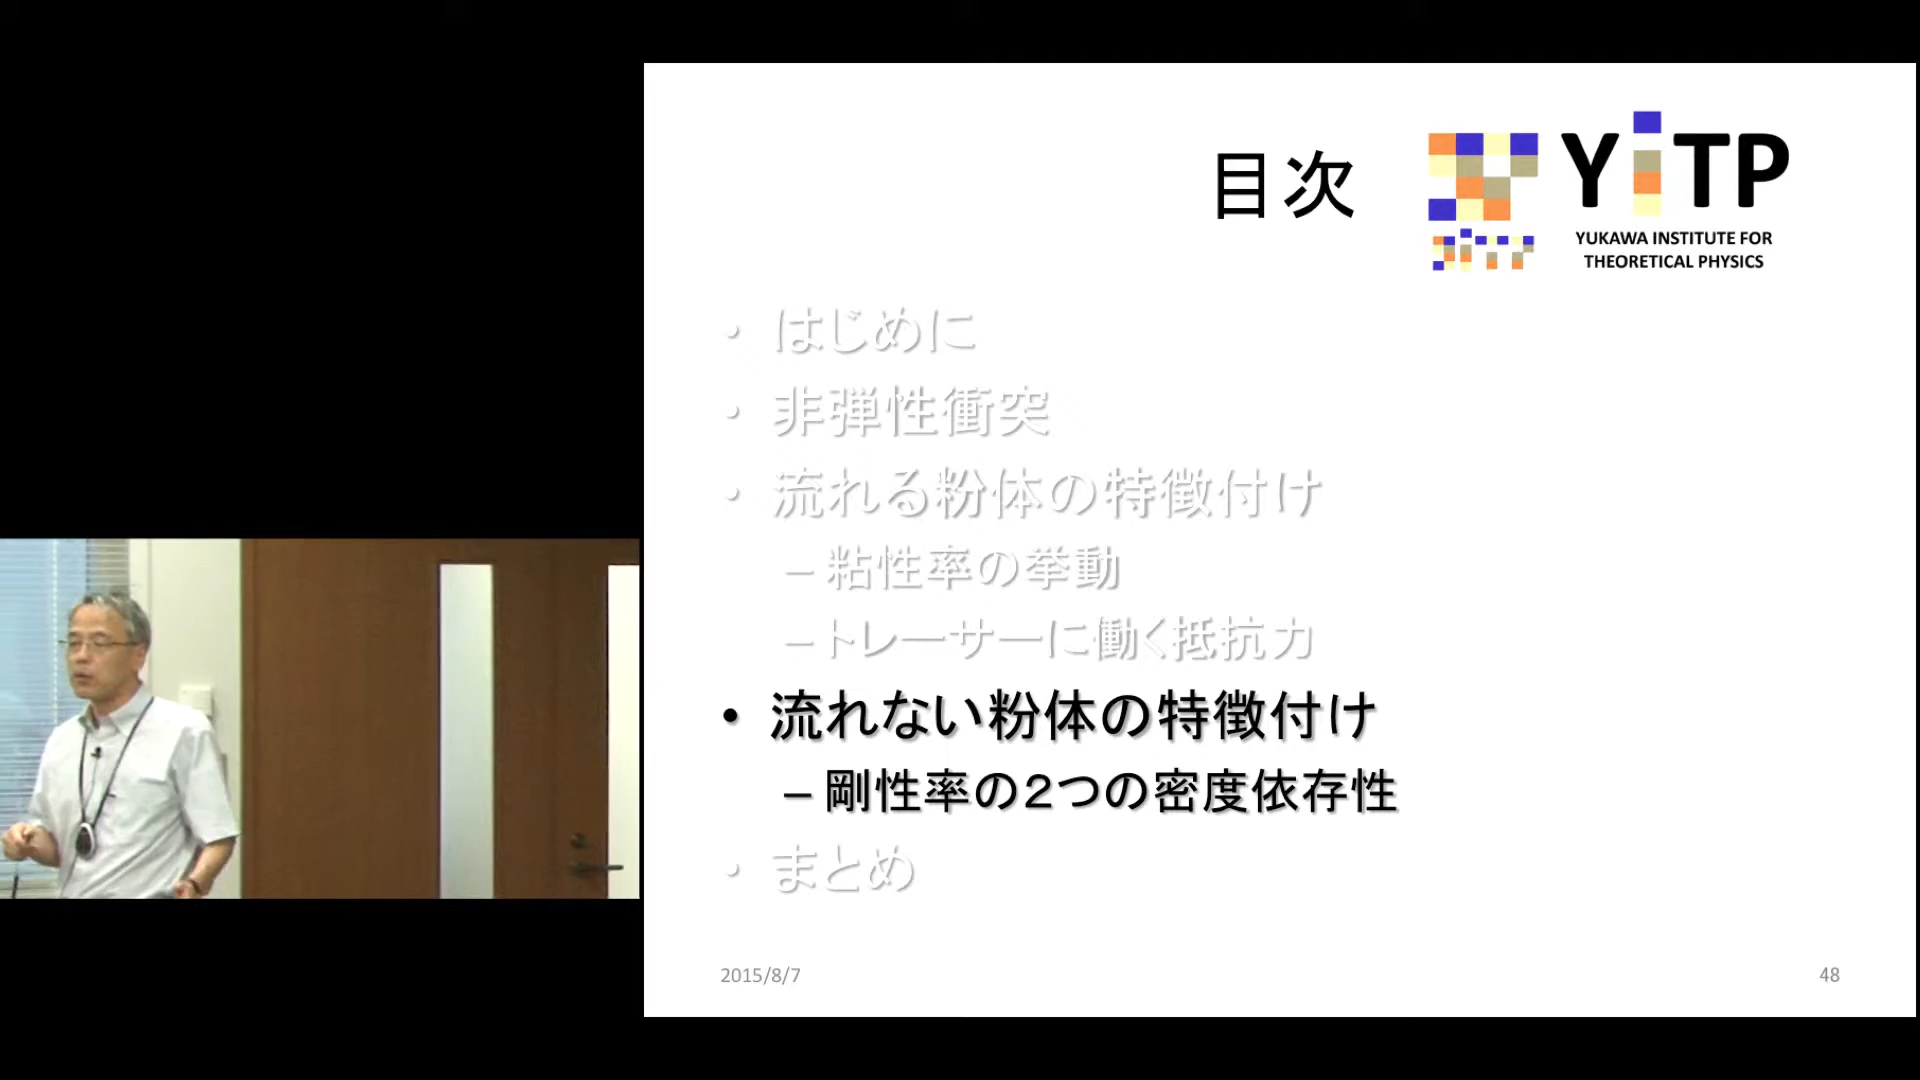 目次
YiTP
YUKAWA INSTITUTE FOR
THEORETICAL PHYSICS
• はじめに
• 非弾性衝突
• 流れる粉体の特徴付け
– 粘性率の挙動
– トレーサーに働く抵抗力
• 流れない粉体の特徴付け
– 剛性率の２つの密度依存性
• まとめ
2015/8/7
48